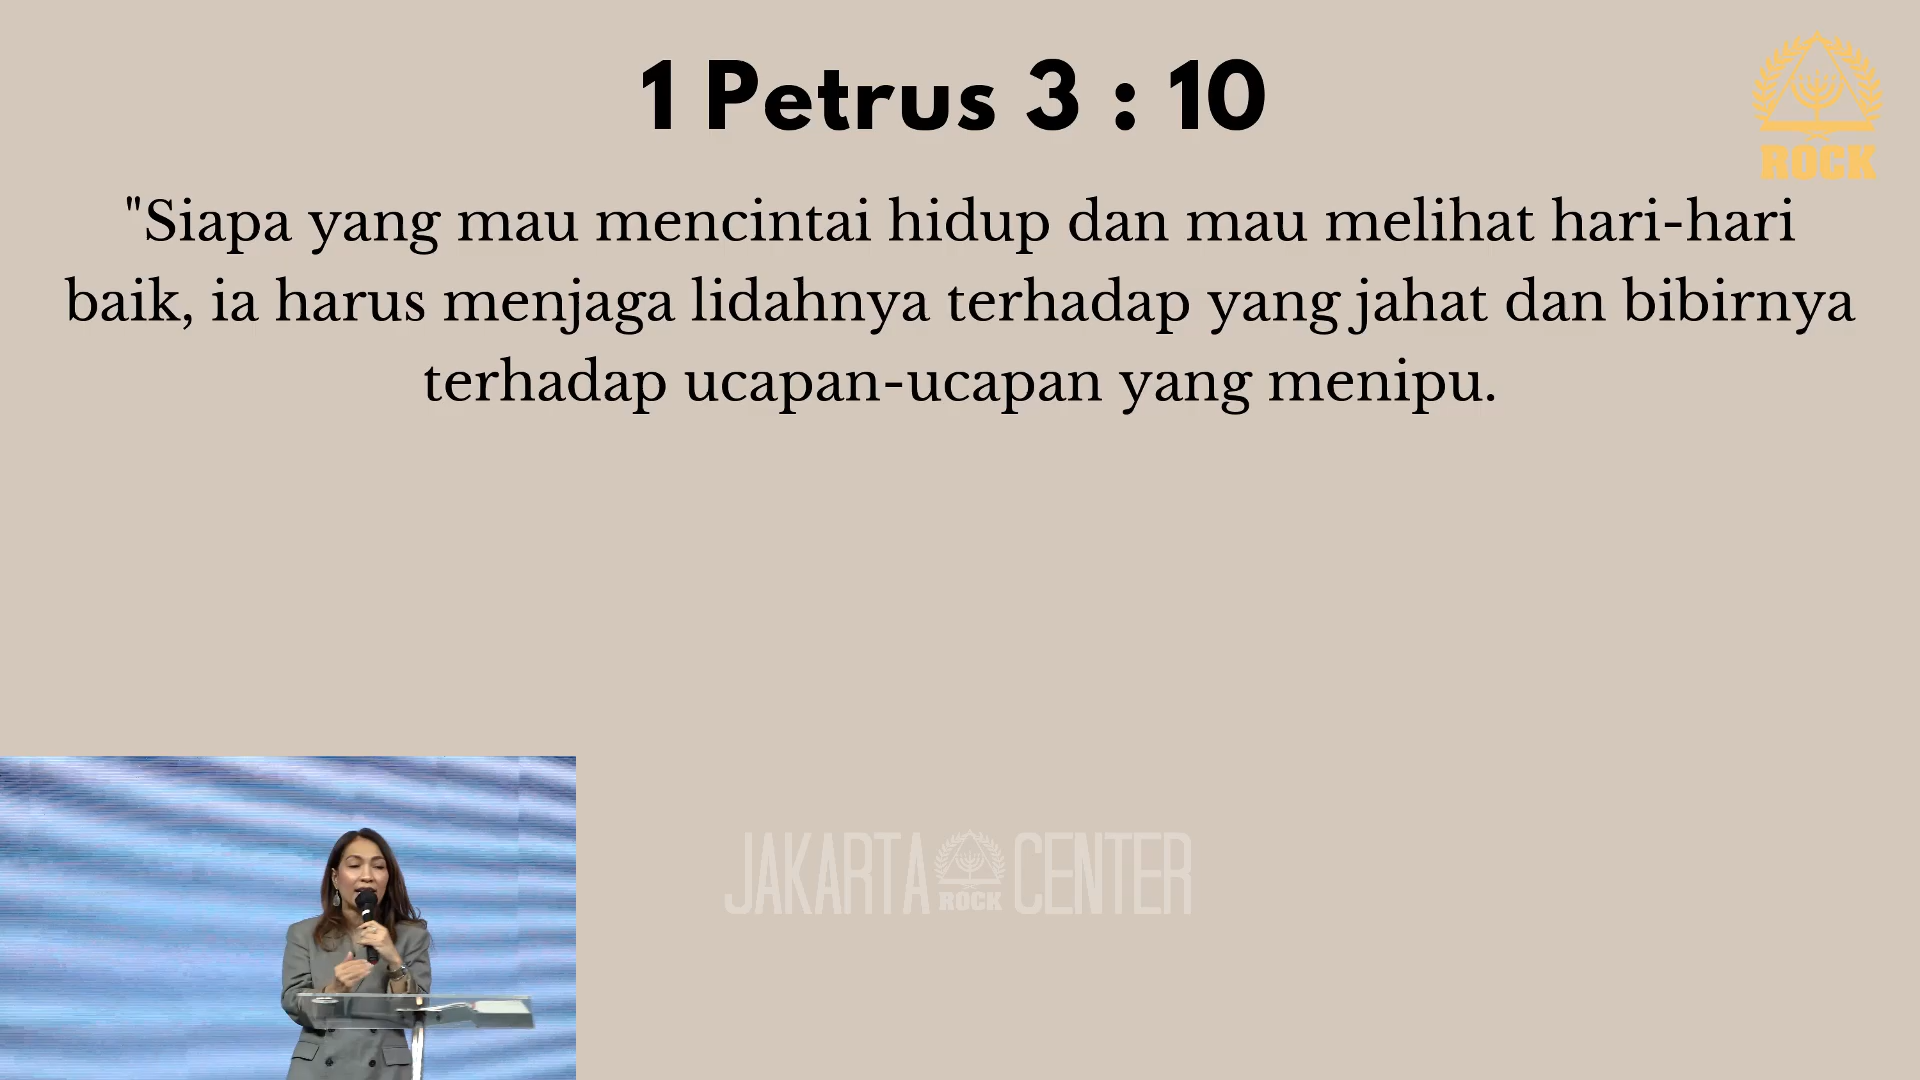 1 Petrus 3 : 10
ROCK
"Siapa yang mau mencintai hidup dan mau melihat hari-hari
baik, ia harus menjaga lidahnya terhadap yang jahat dan bibirnya
terhadap ucapan-ucapan yang menipu.
JAKARTA ROCK CENTER